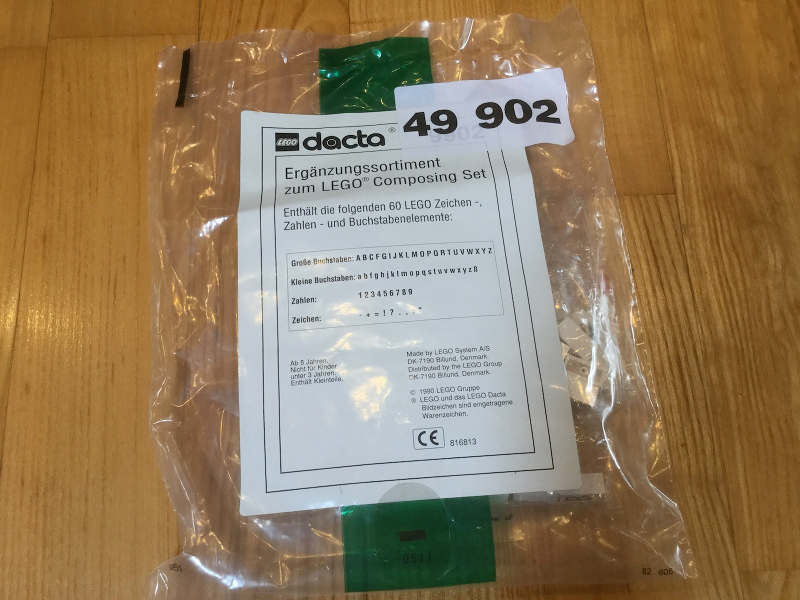 49 902
LEGO dacta ®
Ergänzungssortiment
zum LEGO® Composing Set
Enthält die folgenden 60 LEGO Zeichen -,
Zahlen - und Buchstabenelemente:
Große Buchstaben: A B C F G I J K L M O P Q R T U V W X Y Z
Kleine Buchstaben: a b f g h j k l m o p q s t u v w x y z ß
Zahlen: 1 2 3 4 5 6 7 8 9
Zeichen: - + = ! ? . , : "
Ab 5 Jahren.
Nicht für Kinder
unter 3 Jahren.
Enthält Kleinteile.
Made by LEGO System A/S
DK-7190 Billund, Denmark.
Distributed by the LEGO Group
DK-7190 Billund, Denmark.
© 1990 LEGO Gruppe
® LEGO und das LEGO Dacta
Bildzeichen sind eingetragene
Warenzeichen.
CE 816813
0511
951
82 605